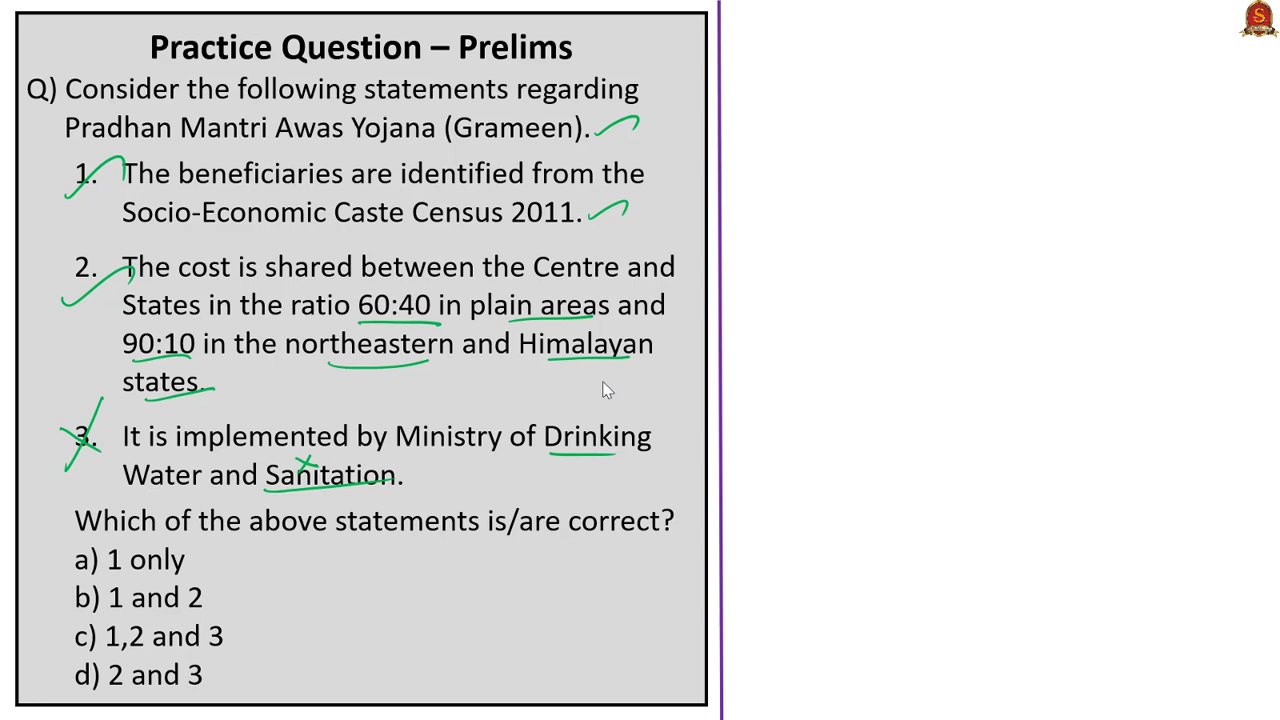 Practice Question – Prelims
Q) Consider the following statements regarding
Pradhan Mantri Awas Yojana (Grameen).
1. The beneficiaries are identified from the
Socio-Economic Caste Census 2011.
2. The cost is shared between the Centre and
States in the ratio 60:40 in plain areas and
90:10 in the northeastern and Himalayan
states.
3. It is implemented by Ministry of Drinking
Water and Sanitation.
Which of the above statements is/are correct?
a) 1 only
b) 1 and 2
c) 1,2 and 3
d) 2 and 3